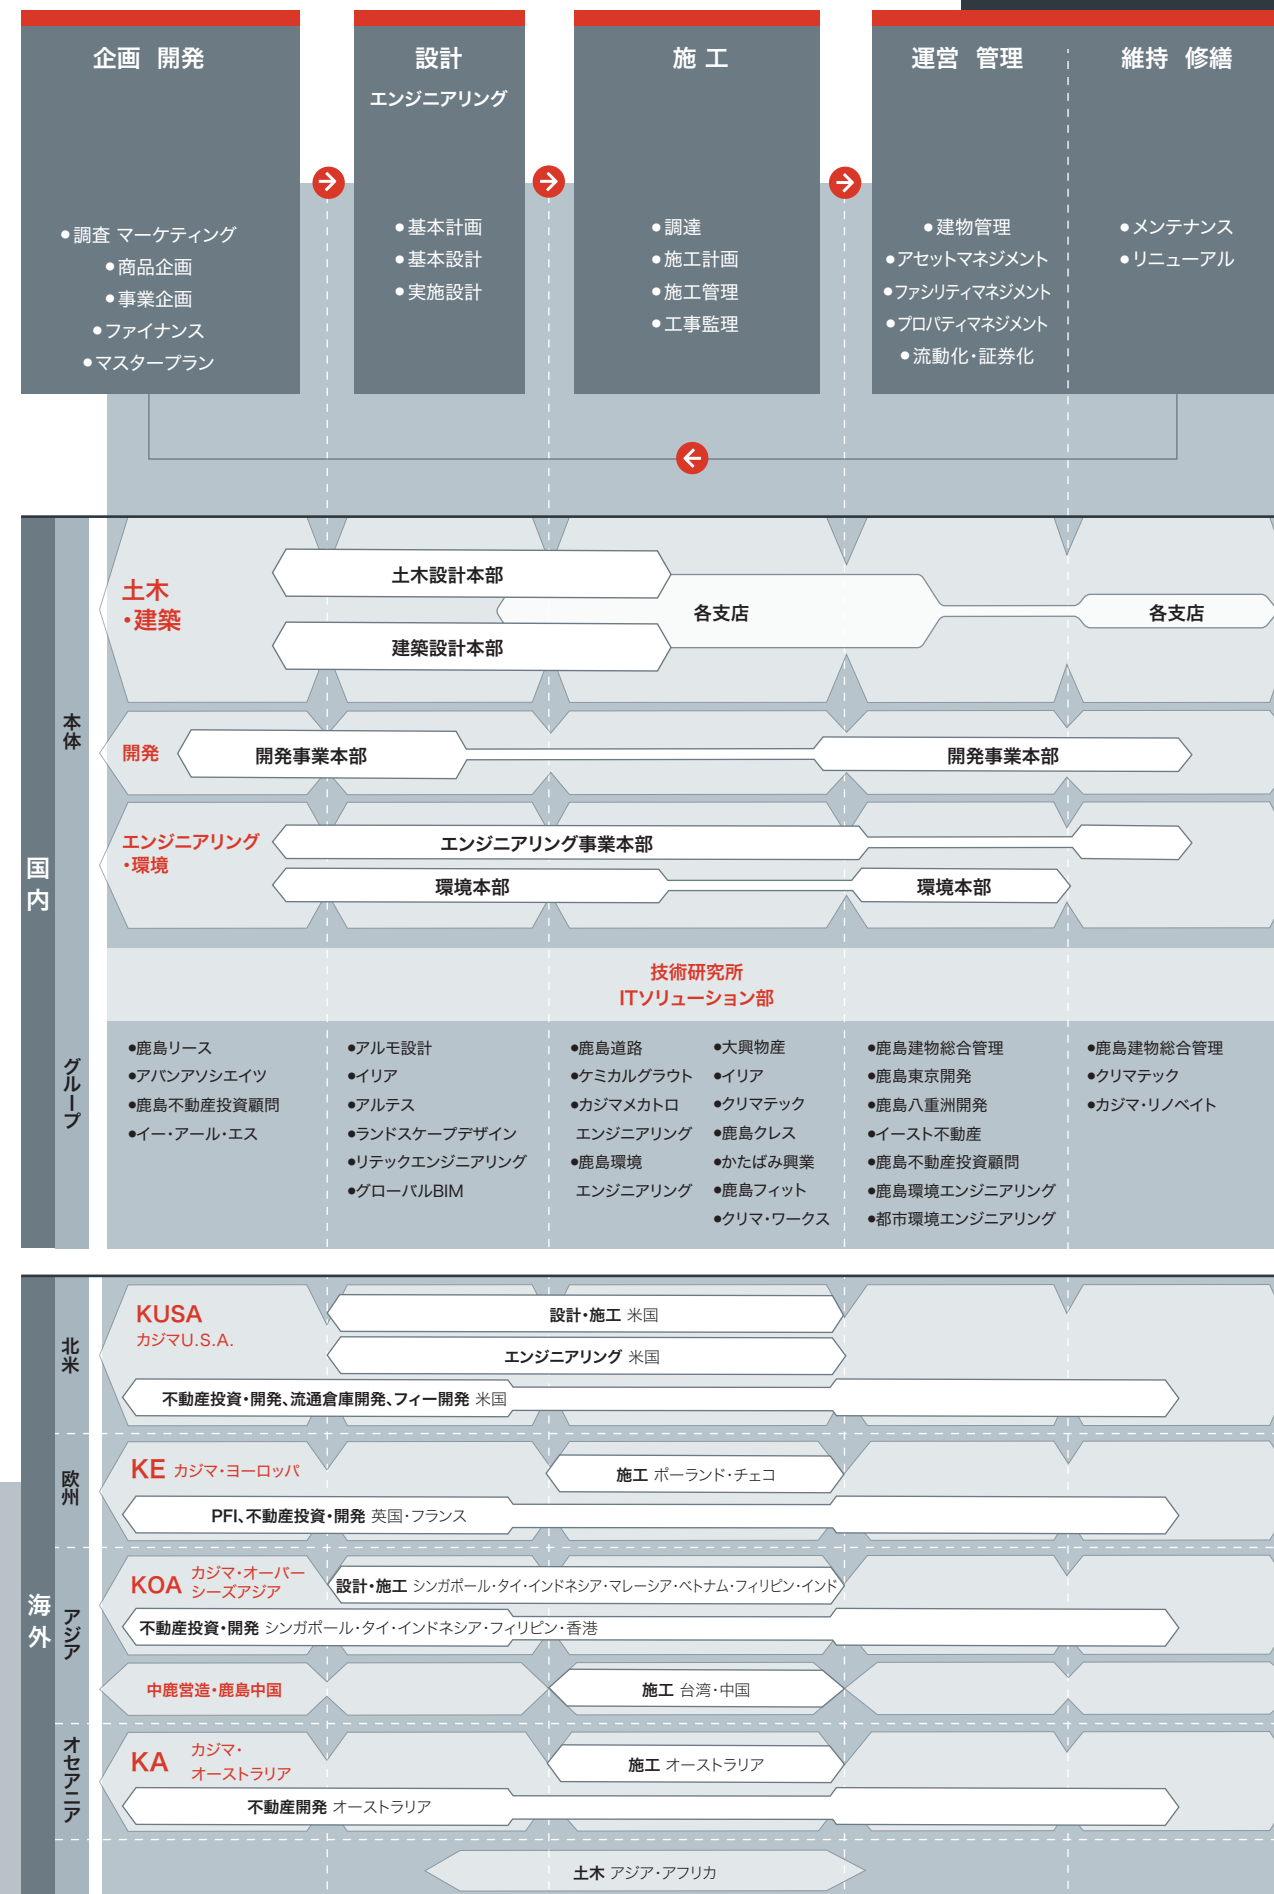 企画 開発
設計
エンジニアリング
施工
運営 管理
維持 修繕
●調査 マーケティング
●商品企画
●事業企画
●ファイナンス
●マスタープラン
●基本計画
●基本設計
●実施設計
●調達
●施工計画
●施工管理
●工事監理
●建物管理
●アセットマネジメント
●ファシリティマネジメント
●プロパティマネジメント
●流動化・証券化
●メンテナンス
●リニューアル
国内
本体
土木
・建築
土木設計本部
建築設計本部
各支店
各支店
開発
開発事業本部
開発事業本部
エンジニアリング
・環境
エンジニアリング事業本部
環境本部
環境本部
技術研究所
ITソリューション部
グループ
●鹿島リース
●アバンアソシエイツ
●鹿島不動産投資顧問
●イー・アール・エス
●アルモ設計
●イリア
●アルテス
●ランドスケープデザイン
●リテックエンジニアリング
●グローバルBIM
●鹿島道路
●ケミカルグラウト
●カジマメカトロ
エンジニアリング
●鹿島環境
エンジニアリング
●大興物産
●イリア
●クリマテック
●鹿島クレス
●かたばみ興業
●鹿島フィット
●クリマ・ワークス
●鹿島建物総合管理
●鹿島東京開発
●鹿島八重洲開発
●イースト不動産
●鹿島不動産投資顧問
●鹿島環境エンジニアリング
●都市環境エンジニアリング
●鹿島建物総合管理
●クリマテック
●カジマ・リノベイト
海外
北米
KUSA
カジマU.S.A.
設計・施工 米国
エンジニアリング 米国
不動産投資・開発、流通倉庫開発、フィー開発 米国
欧州
KE カジマ・ヨーロッパ
施工 ポーランド・チェコ
PFI、不動産投資・開発 英国・フランス
アジア
KOA カジマ・オーバー
シーズアジア
設計・施工 シンガポール・タイ・インドネシア・マレーシア・ベトナム・フィリピン・インド
不動産投資・開発 シンガポール・タイ・インドネシア・フィリピン・香港
中鹿営造・鹿島中国
施工 台湾・中国
オセアニア
KA カジマ・
オーストラリア
施工 オーストラリア
不動産開発 オーストラリア
土木 アジア・アフリカ